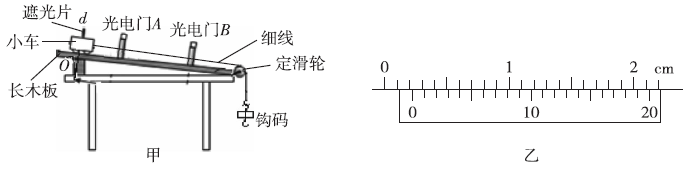 遮光片 d
光电门A 光电门B
小车 细线
O 定滑轮
长木板
钩码
甲
0 1 2 cm
0 10 20
乙